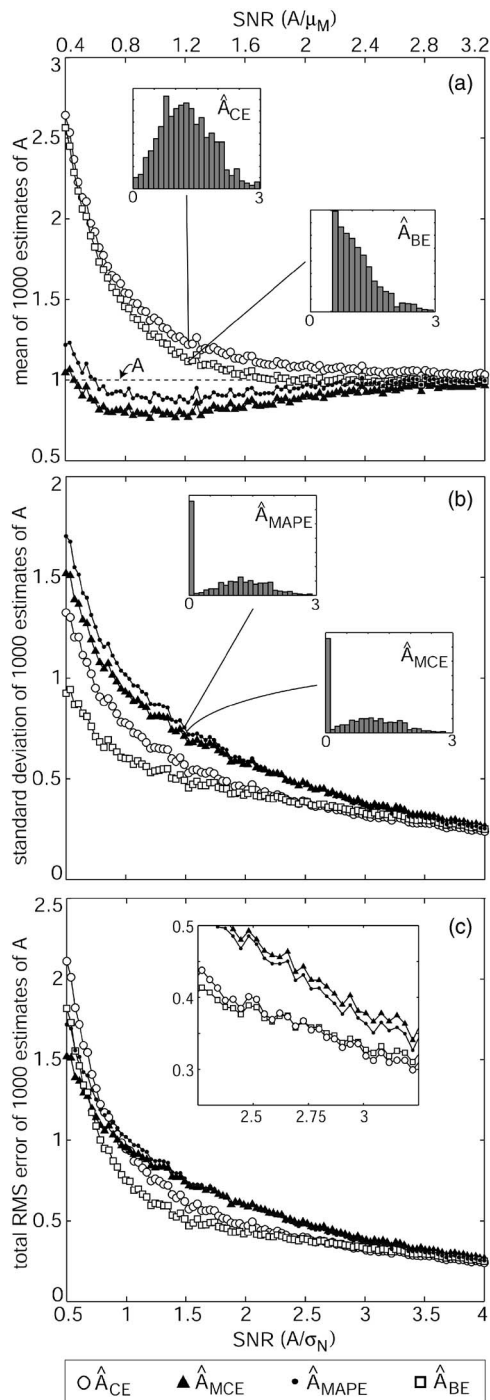 SNR (A/μM)
0.4 0.8 1.2 1.6 2 2.4 2.8 3.2
(a)
3
2.5
2
1.5
1
0.5
mean of 1000 estimates of A
ÂCE
0 3
ÂBE
0 3
A
(b)
2
1.5
1
0.5
0
standard deviation of 1000 estimates of A
ÂMAPE
0 3
ÂMCE
0 3
(c)
2.5
2
1.5
1
0.5
0
total RMS error of 1000 estimates of A
0.5
0.4
0.3
2.5 2.75 3
0.5 1 1.5 2 2.5 3 3.5 4
SNR (A/σN)
ÂCE ÂMCE ÂMAPE ÂBE